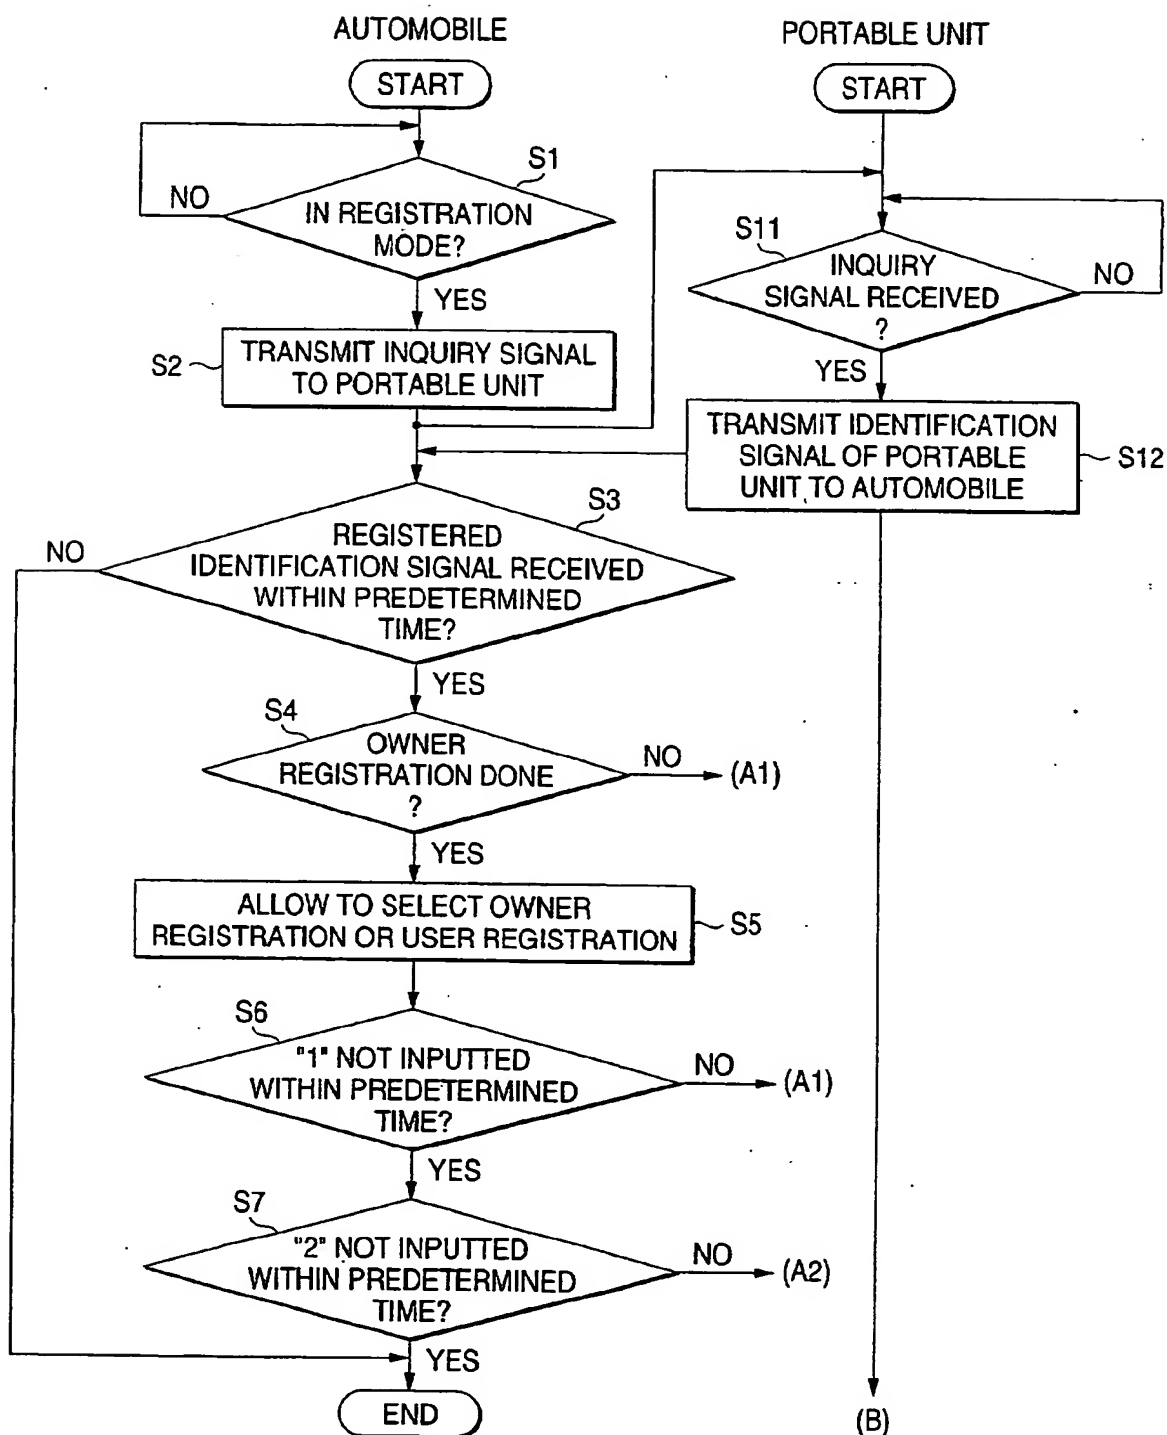 AUTOMOBILE
PORTABLE UNIT
START
START
S1
NO
IN REGISTRATION
MODE?
YES
S11
INQUIRY
SIGNAL RECEIVED
?
NO
YES
S2
TRANSMIT INQUIRY SIGNAL
TO PORTABLE UNIT
TRANSMIT IDENTIFICATION
SIGNAL OF PORTABLE
UNIT TO AUTOMOBILE
S12
S3
NO
REGISTERED
IDENTIFICATION SIGNAL RECEIVED
WITHIN PREDETERMINED
TIME?
YES
S4
OWNER
REGISTRATION DONE
?
NO
(A1)
YES
ALLOW TO SELECT OWNER
REGISTRATION OR USER REGISTRATION
S5
S6
"1" NOT INPUTTED
WITHIN PREDETERMINED
TIME?
NO
(A1)
YES
S7
"2" NOT INPUTTED
WITHIN PREDETERMINED
TIME?
NO
(A2)
YES
END
(B)